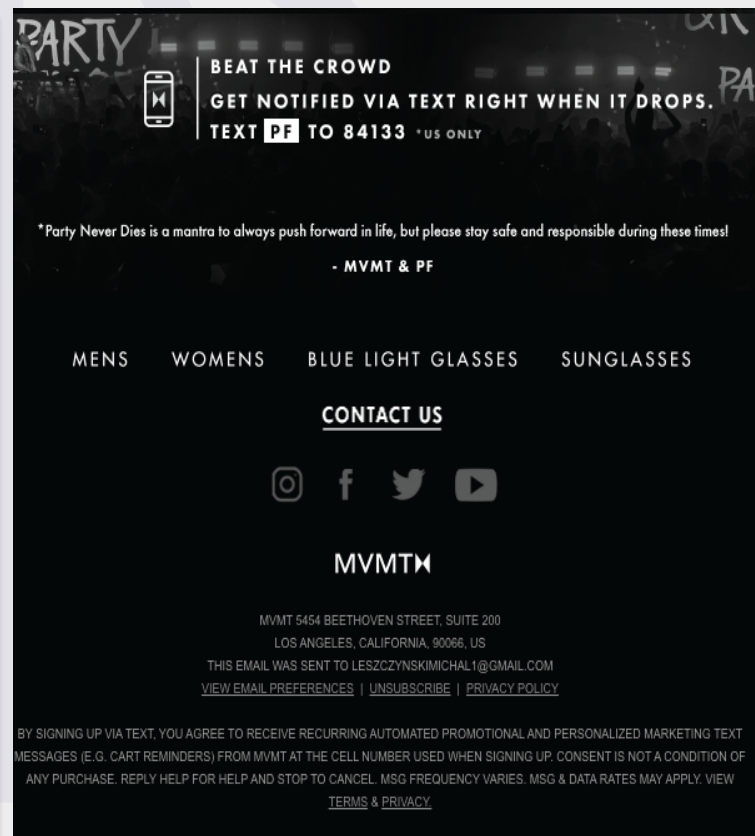 PARTY
&
PA
BEAT THE CROWD
GET NOTIFIED VIA TEXT RIGHT WHEN IT DROPS.
TEXT PF TO 84133 *US ONLY
*Party Never Dies is a mantra to always push forward in life, but please stay safe and responsible during these times!
- MVMT & PF
MENS WOMENS BLUE LIGHT GLASSES SUNGLASSES
CONTACT US
MVMT
MVMT 5454 BEETHOVEN STREET, SUITE 200
LOS ANGELES, CALIFORNIA, 90066, US
THIS EMAIL WAS SENT TO LESZCZYNSKIMICHAL1@GMAIL.COM
VIEW EMAIL PREFERENCES | UNSUBSCRIBE | PRIVACY POLICY
BY SIGNING UP VIA TEXT, YOU AGREE TO RECEIVE RECURRING AUTOMATED PROMOTIONAL AND PERSONALIZED MARKETING TEXT
MESSAGES (E.G. CART REMINDERS) FROM MVMT AT THE CELL NUMBER USED WHEN SIGNING UP. CONSENT IS NOT A CONDITION OF
ANY PURCHASE. REPLY HELP FOR HELP AND STOP TO CANCEL. MSG FREQUENCY VARIES. MSG & DATA RATES MAY APPLY. VIEW
TERMS & PRIVACY.